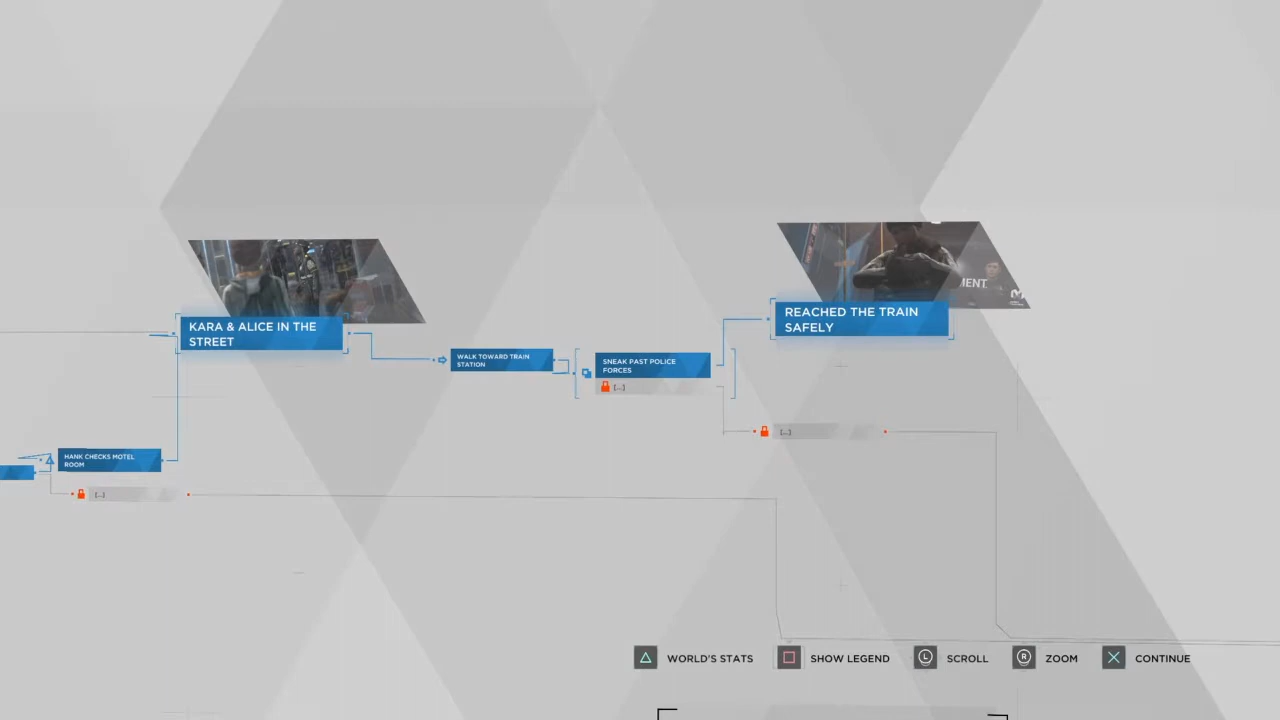 MENT
REACHED THE TRAIN
SAFELY
KARA & ALICE IN THE
STREET
WALK TOWARD TRAIN
STATION
SNEAK PAST POLICE
FORCES
[...]
[...]
HANK CHECKS MOTEL
ROOM
[...]
WORLD'S STATS
SHOW LEGEND
L
SCROLL
R
ZOOM
CONTINUE